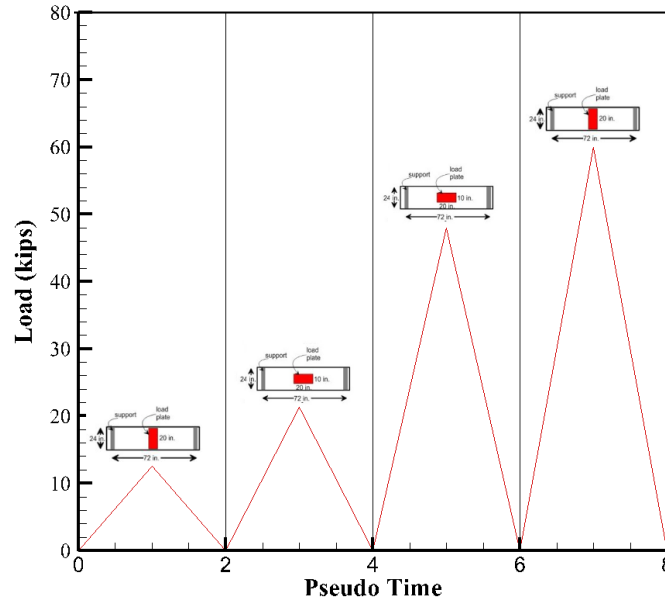 80
70
60
50
40
30
20
10
0
Load (kips)
support
load
plate
24 in.
20 in.
72 in.
support
load
plate
24 in.
10 in.
20 in.
72 in.
support
load
plate
24 in.
10 in.
20 in.
72 in.
support
load
plate
24 in.
20 in.
72 in.
0 2 4 6 8
Pseudo Time